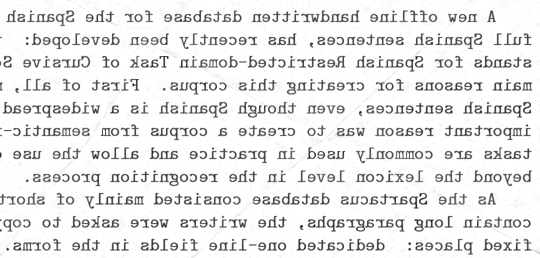 A new offline handwritten database for the Spanish
full Spanish sentences, has recently been developed:
stands for Spanish Restricted-domain Task of Cursive
main reasons for creating this corpus. First of all,
Spanish sentences, even though Spanish is a widespread
important reason was to create a corpus from semantic-
tasks are commonly used in practice and allow the use
beyond the lexicon level in the recognition process.
As the Spartacus database consisted mainly of short
contain long paragraphs, the writers were asked to copy
fixed places: dedicated one-line fields in the forms.